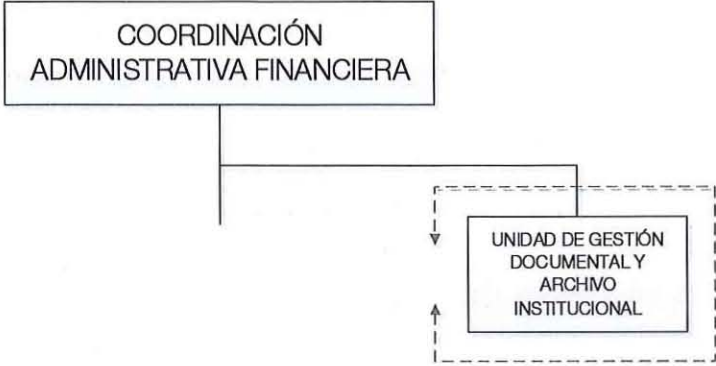 COORDINACIÓN
ADMINISTRATIVA FINANCIERA
UNIDAD DE GESTIÓN
DOCUMENTAL Y
ARCHIVO
INSTITUCIONAL